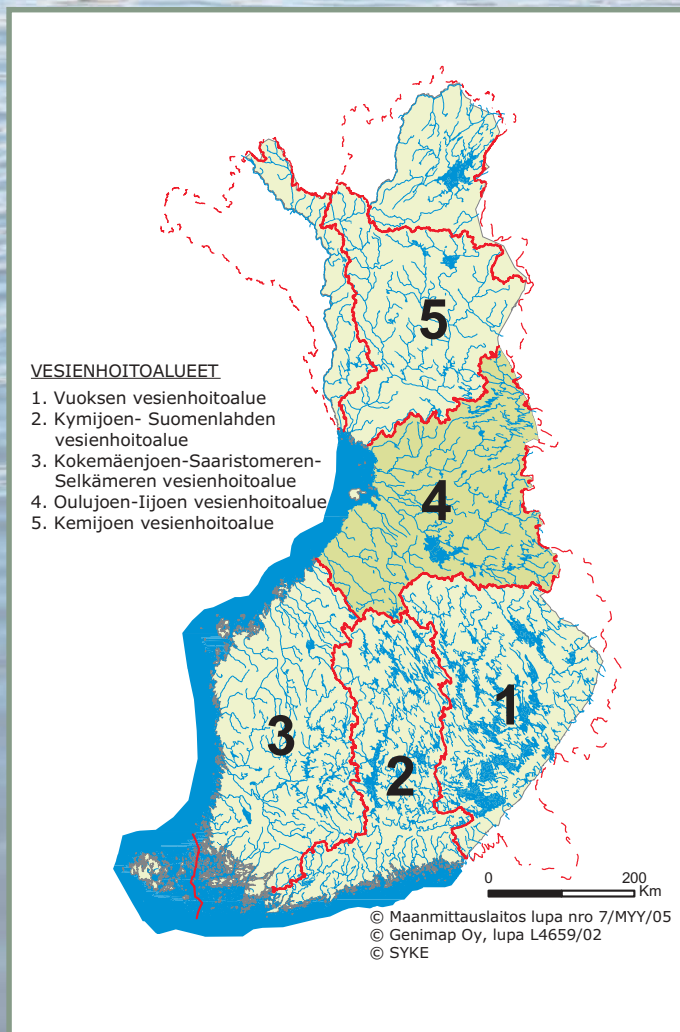 5
VESIENHOITOALUEET
1. Vuoksen vesienhoitoalue
2. Kymijoen- Suomenlahden
vesienhoitoalue
3. Kokemäenjoen-Saaristomeren-
Selkämeren vesienhoitoalue
4. Oulujoen-Iijoen vesienhoitoalue
5. Kemijoen vesienhoitoalue
4
1
3
2
0 200
Km
© Maanmittauslaitos lupa nro 7/MYY/05
© Genimap Oy, lupa L4659/02
© SYKE